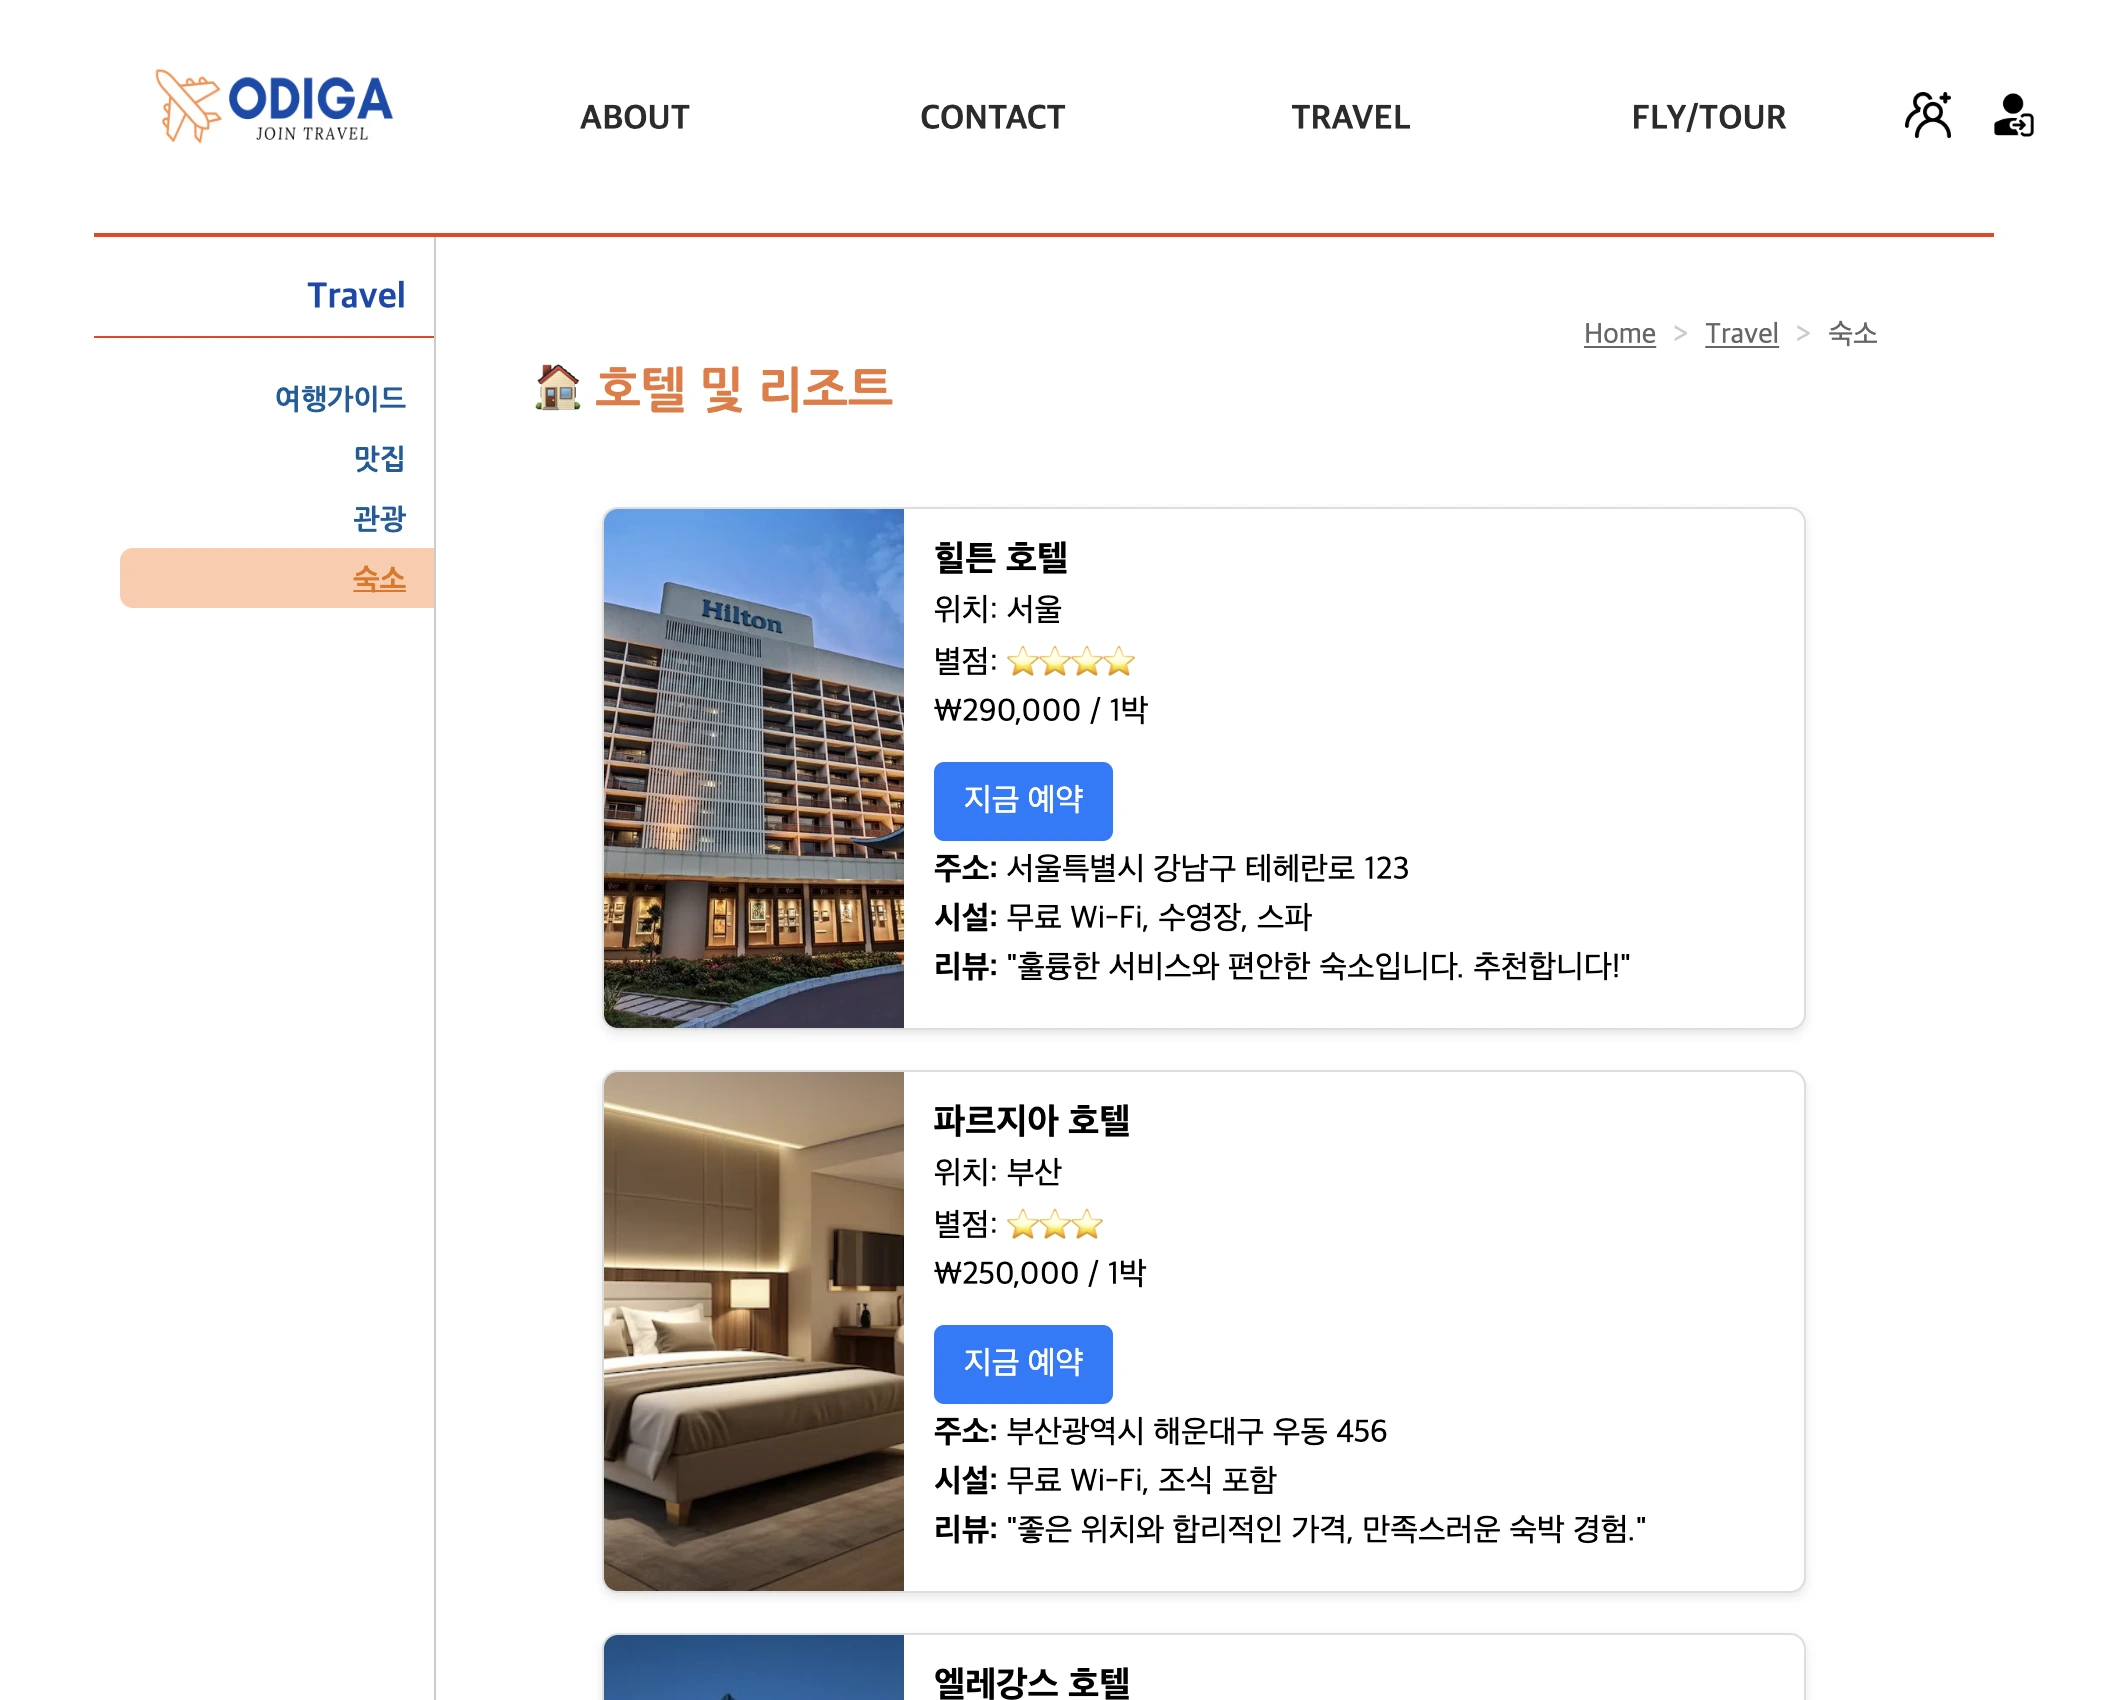 ODIGA
JOIN TRAVEL
ABOUT
CONTACT
TRAVEL
FLY/TOUR
Travel
여행가이드
맛집
관광
숙소
Home > Travel > 숙소
🏠 호텔 및 리조트
Hilton
힐튼 호텔
위치: 서울
별점: ⭐⭐⭐⭐
₩290,000 / 1박
지금 예약
주소: 서울특별시 강남구 테헤란로 123
시설: 무료 Wi-Fi, 수영장, 스파
리뷰: "훌륭한 서비스와 편안한 숙소입니다. 추천합니다!"
파르지아 호텔
위치: 부산
별점: ⭐⭐⭐
₩250,000 / 1박
지금 예약
주소: 부산광역시 해운대구 우동 456
시설: 무료 Wi-Fi, 조식 포함
리뷰: "좋은 위치와 합리적인 가격, 만족스러운 숙박 경험."
엘레강스 호텔